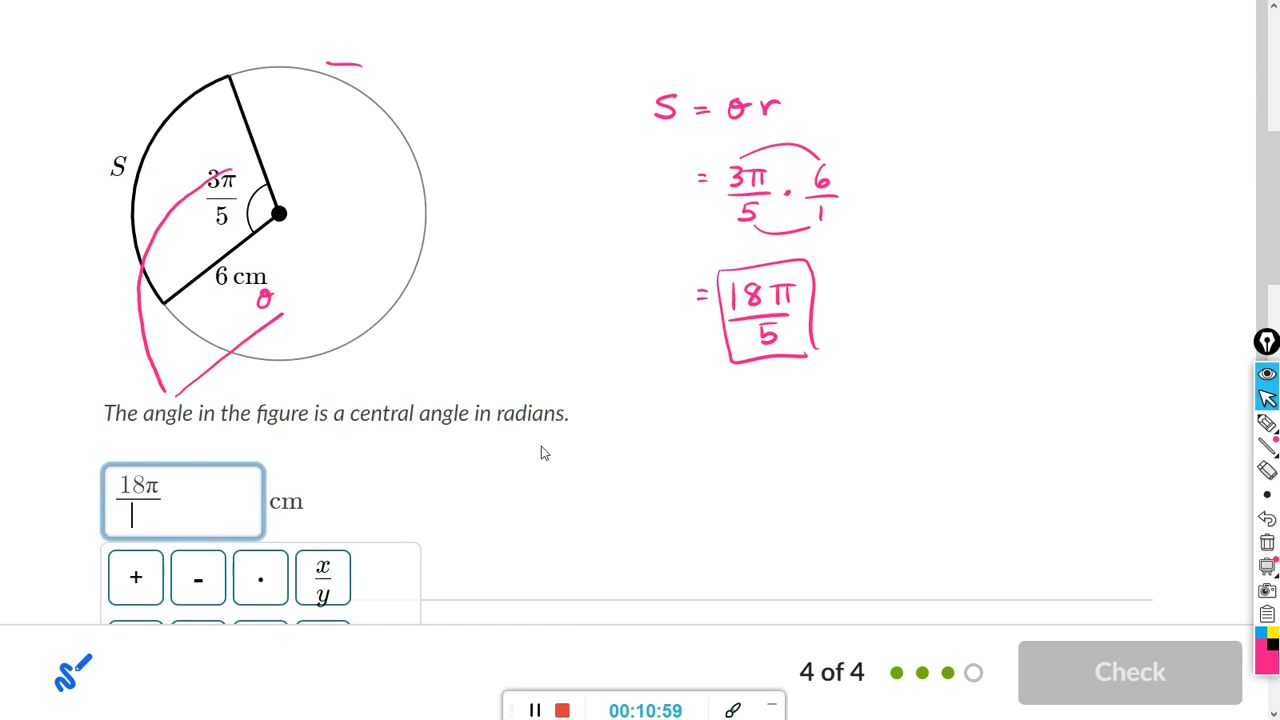 S
3π
5
6 cm
θ
S = θ r
= 3π/5 · 6/1
= 18π/5
The angle in the figure is a central angle in radians.
18π
cm
+ - · x/y
4 of 4
Check
00:10:59